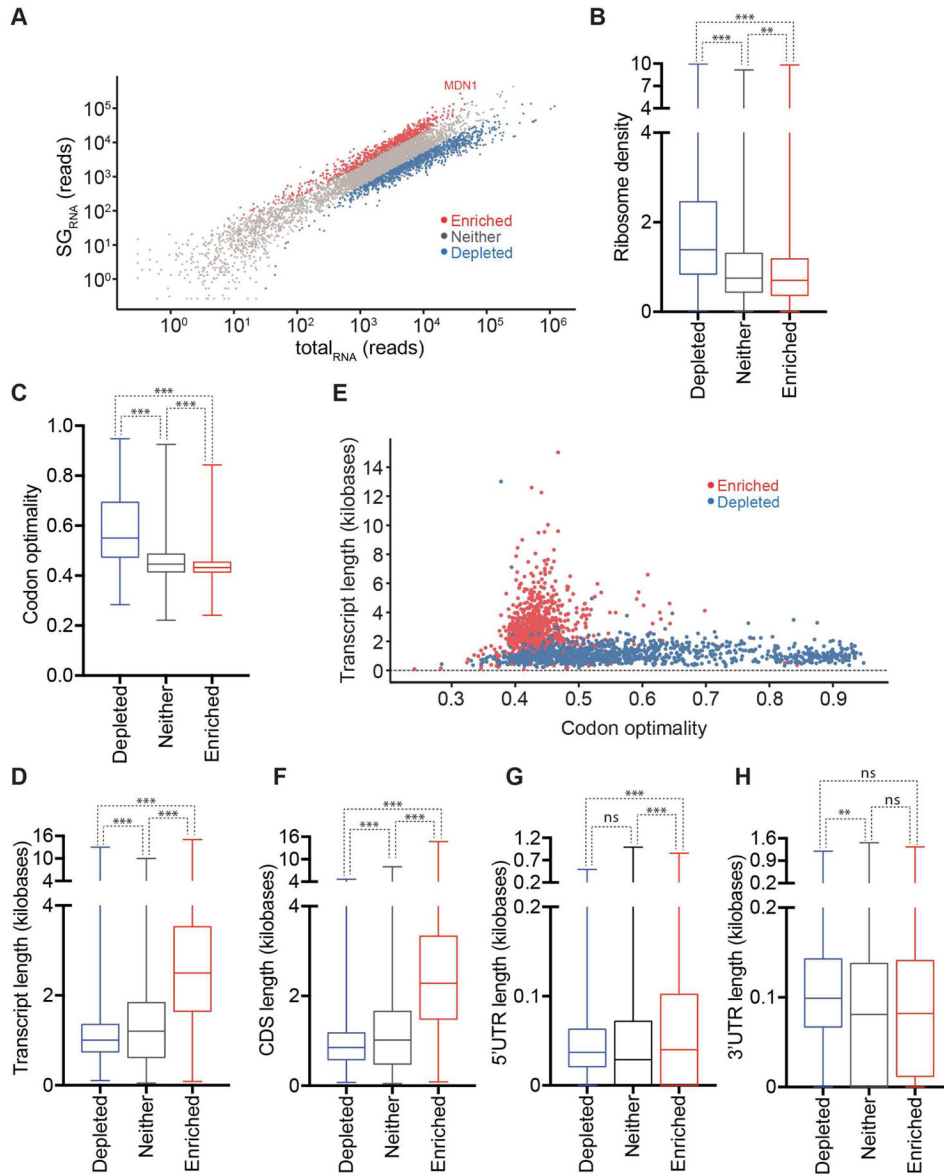 A
SG_RNA (reads)
10^5
10^4
10^3
10^2
10^1
10^0
MDN1
Enriched
Neither
Depleted
10^0 10^1 10^2 10^3 10^4 10^5 10^6
total_RNA (reads)
B
***
*** **
Ribosome density
10
7
4
4
2
0
Depleted Neither Enriched
C
***
*** ***
Codon optimality
1.0
0.8
0.6
0.4
0.2
0.0
Depleted Neither Enriched
E
Transcript length (kilobases)
14
12
10
8
6
4
2
0
Enriched
Depleted
0.3 0.4 0.5 0.6 0.7 0.8 0.9
Codon optimality
D
***
*** ***
Transcript length (kilobases)
16
10
4
4
2
0
Depleted Neither Enriched
F
***
*** ***
CDS length (kilobases)
16
10
4
4
2
0
Depleted Neither Enriched
G
***
ns ***
5'UTR length (kilobases)
1.2
0.7
0.2
0.2
0.1
0
Depleted Neither Enriched
H
ns
** ns
3'UTR length (kilobases)
1.6
0.9
0.2
0.2
0.1
0
Depleted Neither Enriched